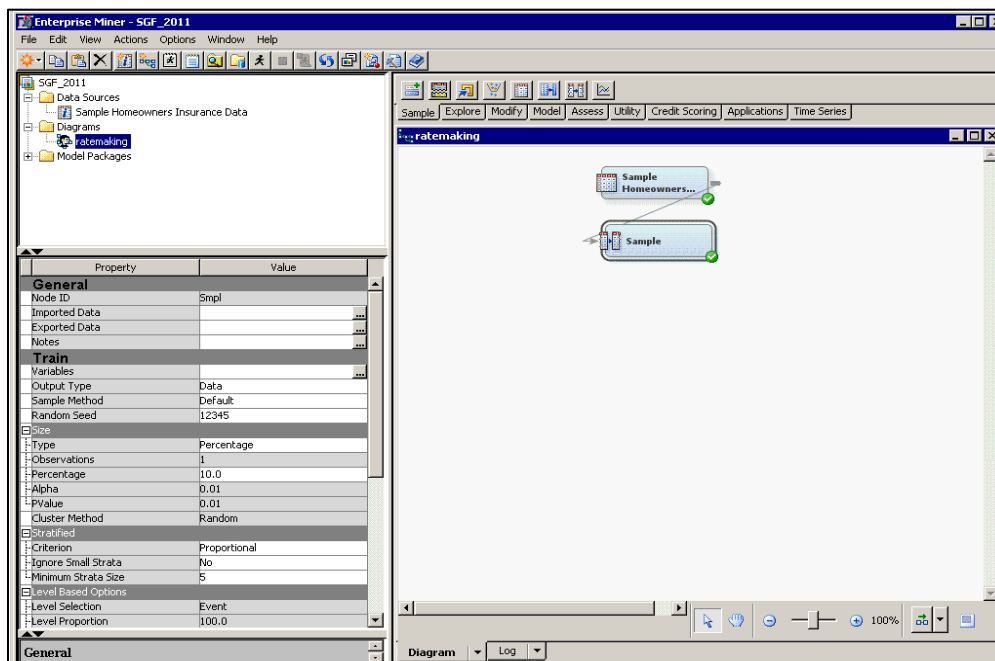 Enterprise Miner - SGF_2011
File Edit View Actions Options Window Help
SGF_2011
Data Sources
Sample Homeowners Insurance Data
Diagrams
ratemaking
Model Packages
Sample Explore Modify Model Assess Utility Credit Scoring Applications Time Series
ratemaking
Sample
Homeowners...
Sample
Property Value
General
Node ID Smpl
Imported Data ...
Exported Data ...
Notes ...
Train
Variables ...
Output Type Data
Sample Method Default
Random Seed 12345
Size
Type Percentage
Observations 1
Percentage 10.0
Alpha 0.01
PValue 0.01
Cluster Method Random
Stratified
Criterion Proportional
Ignore Small Strata No
Minimum Strata Size 5
Level Based Options
Level Selection Event
Level Proportion 100.0
General
100%
Diagram Log